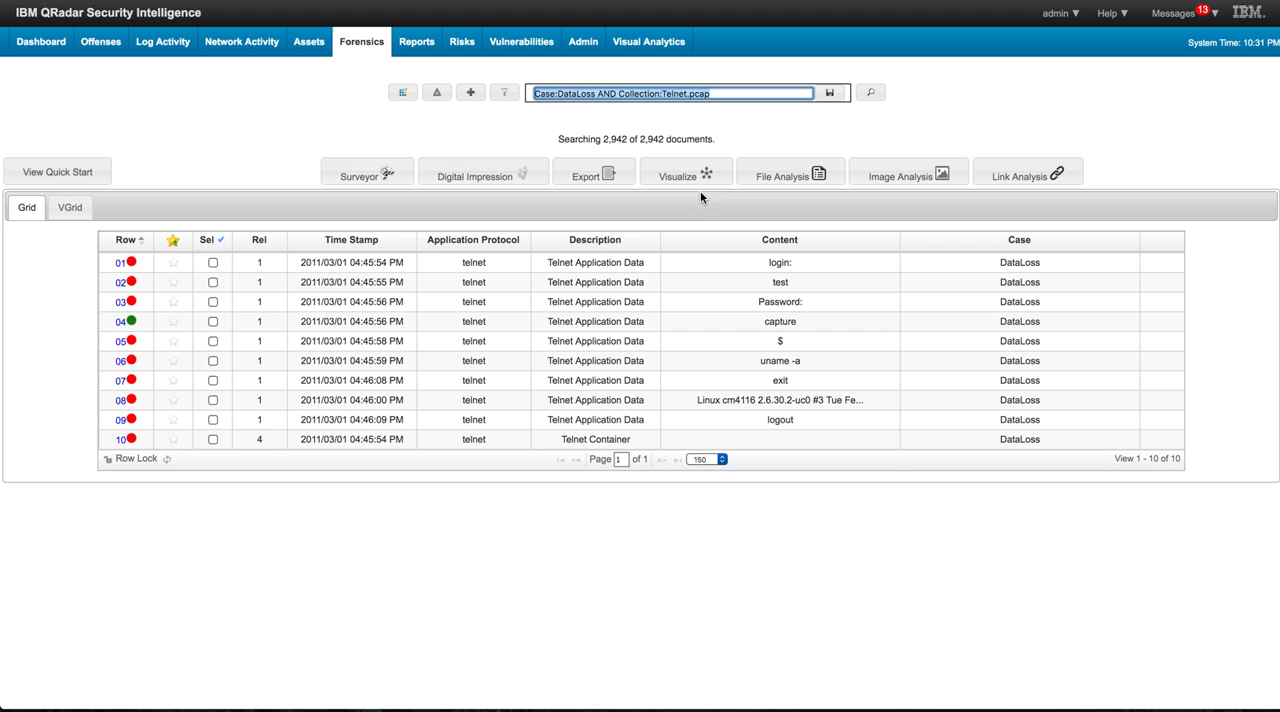 IBM QRadar Security Intelligence
admin ▼ Help ▼ Messages 13 ▼ IBM.
Dashboard Offenses Log Activity Network Activity Assets Forensics Reports Risks Vulnerabilities Admin Visual Analytics System Time: 10:31 PM
Case:DataLoss AND Collection:Telnet.pcap
Searching 2,942 of 2,942 documents.
View Quick Start Surveyor Digital Impression Export Visualize File Analysis Image Analysis Link Analysis
Grid VGrid
Row Sel Rel Time Stamp Application Protocol Description Content Case
01 1 2011/03/01 04:45:54 PM telnet Telnet Application Data login: DataLoss
02 1 2011/03/01 04:45:55 PM telnet Telnet Application Data test DataLoss
03 1 2011/03/01 04:45:56 PM telnet Telnet Application Data Password: DataLoss
04 1 2011/03/01 04:45:56 PM telnet Telnet Application Data capture DataLoss
05 1 2011/03/01 04:45:58 PM telnet Telnet Application Data $ DataLoss
06 1 2011/03/01 04:45:59 PM telnet Telnet Application Data uname -a DataLoss
07 1 2011/03/01 04:46:08 PM telnet Telnet Application Data exit DataLoss
08 1 2011/03/01 04:46:00 PM telnet Telnet Application Data Linux cm4116 2.6.30.2-uc0 #3 Tue Fe... DataLoss
09 1 2011/03/01 04:46:09 PM telnet Telnet Application Data logout DataLoss
10 4 2011/03/01 04:45:54 PM telnet Telnet Container DataLoss
Row Lock Page 1 of 1 150 View 1 - 10 of 10